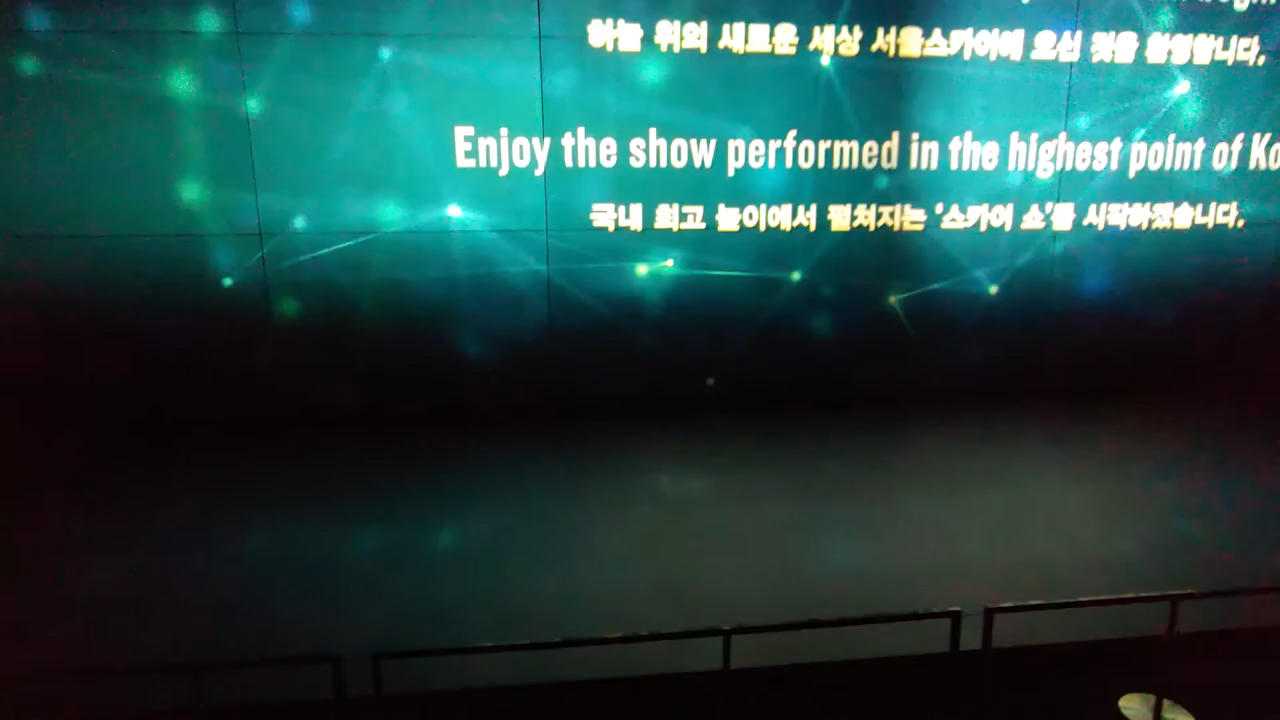 하늘 위의 새로운 세상 서울스카이에 오신 것을 환영합니다.
Enjoy the show performed in the highest point of Ko
국내 최고 높이에서 펼쳐지는 '스카이 쇼'를 시작하겠습니다.